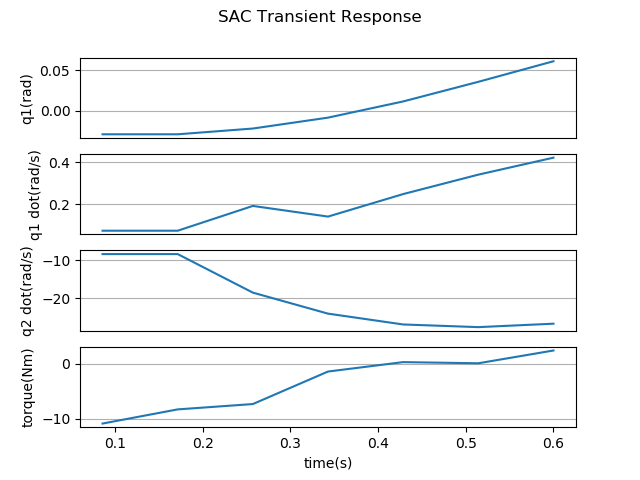 SAC Transient Response
q1(rad)
0.05
0.00
q1 dot(rad/s)
0.4
0.2
q2 dot(rad/s)
−10
−20
torque(Nm)
0
−10
0.1 0.2 0.3 0.4 0.5 0.6
time(s)